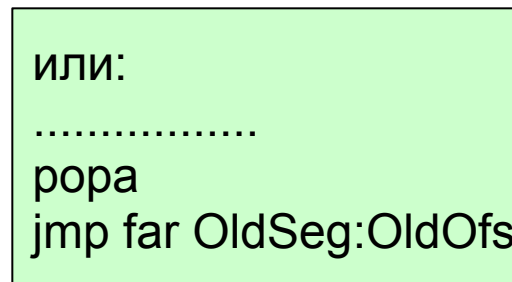 или:
.................
popa
jmp far OldSeg:OldOfs